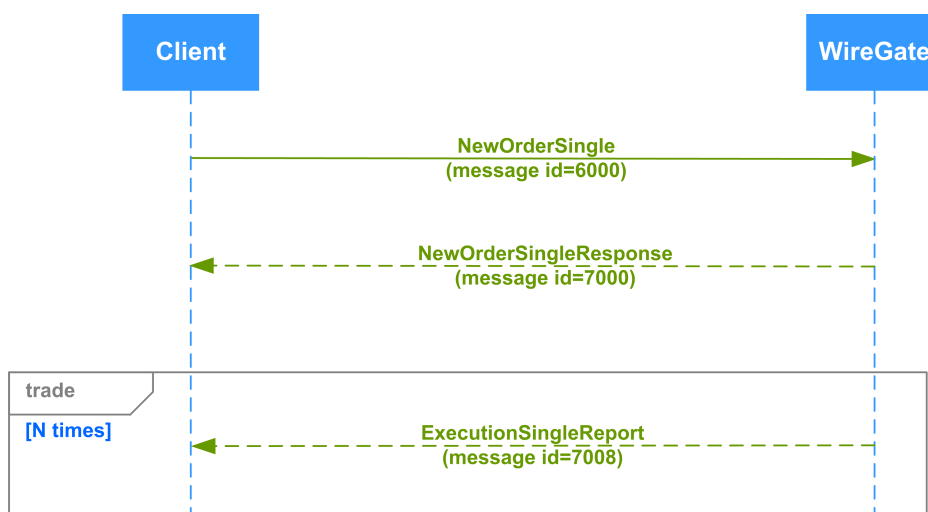 Client
WireGate
NewOrderSingle
(message id=6000)
NewOrderSingleResponse
(message id=7000)
trade
[N times]
ExecutionSingleReport
(message id=7008)